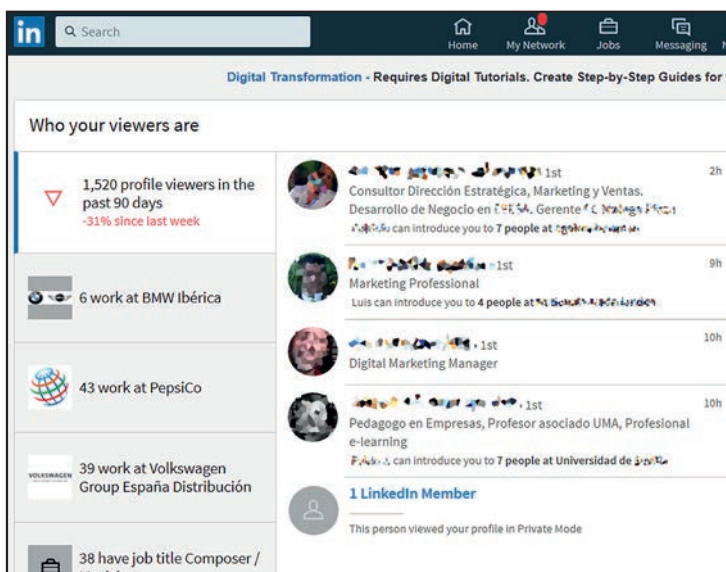 in
Search
Home
My Network
Jobs
Messaging
Digital Transformation - Requires Digital Tutorials. Create Step-by-Step Guides for
Who your viewers are
1,520 profile viewers in the
past 90 days
-31% since last week
6 work at BMW Ibérica
43 work at PepsiCo
VOLKSWAGEN
39 work at Volkswagen
Group España Distribución
38 have job title Composer /
1st
2h
Consultor Dirección Estratégica, Marketing y Ventas.
Desarrollo de Negocio en Gerente
can introduce you to 7 people at
1st
9h
Marketing Professional
Luis can introduce you to 4 people at
1st
10h
Digital Marketing Manager
1st
10h
Pedagogo en Empresas, Profesor asociado UMA, Profesional
e-learning
can introduce you to 7 people at Universidad de
1 LinkedIn Member
This person viewed your profile in Private Mode